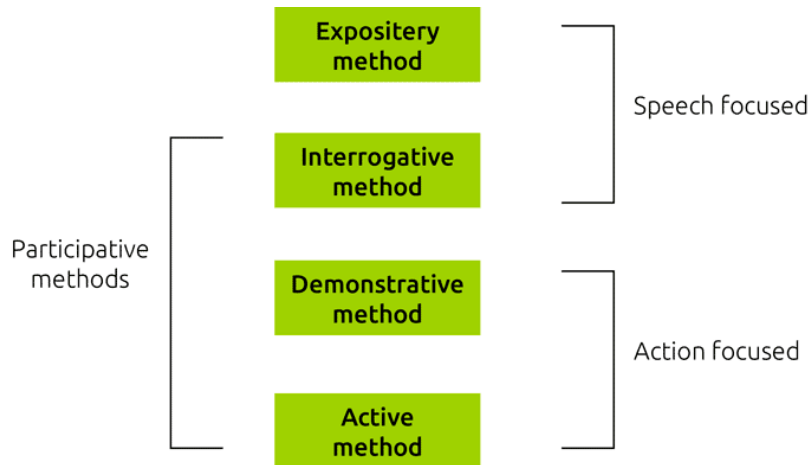 Expository
method
Speech focused
Interrogative
method
Participative
methods
Demonstrative
method
Action focused
Active
method